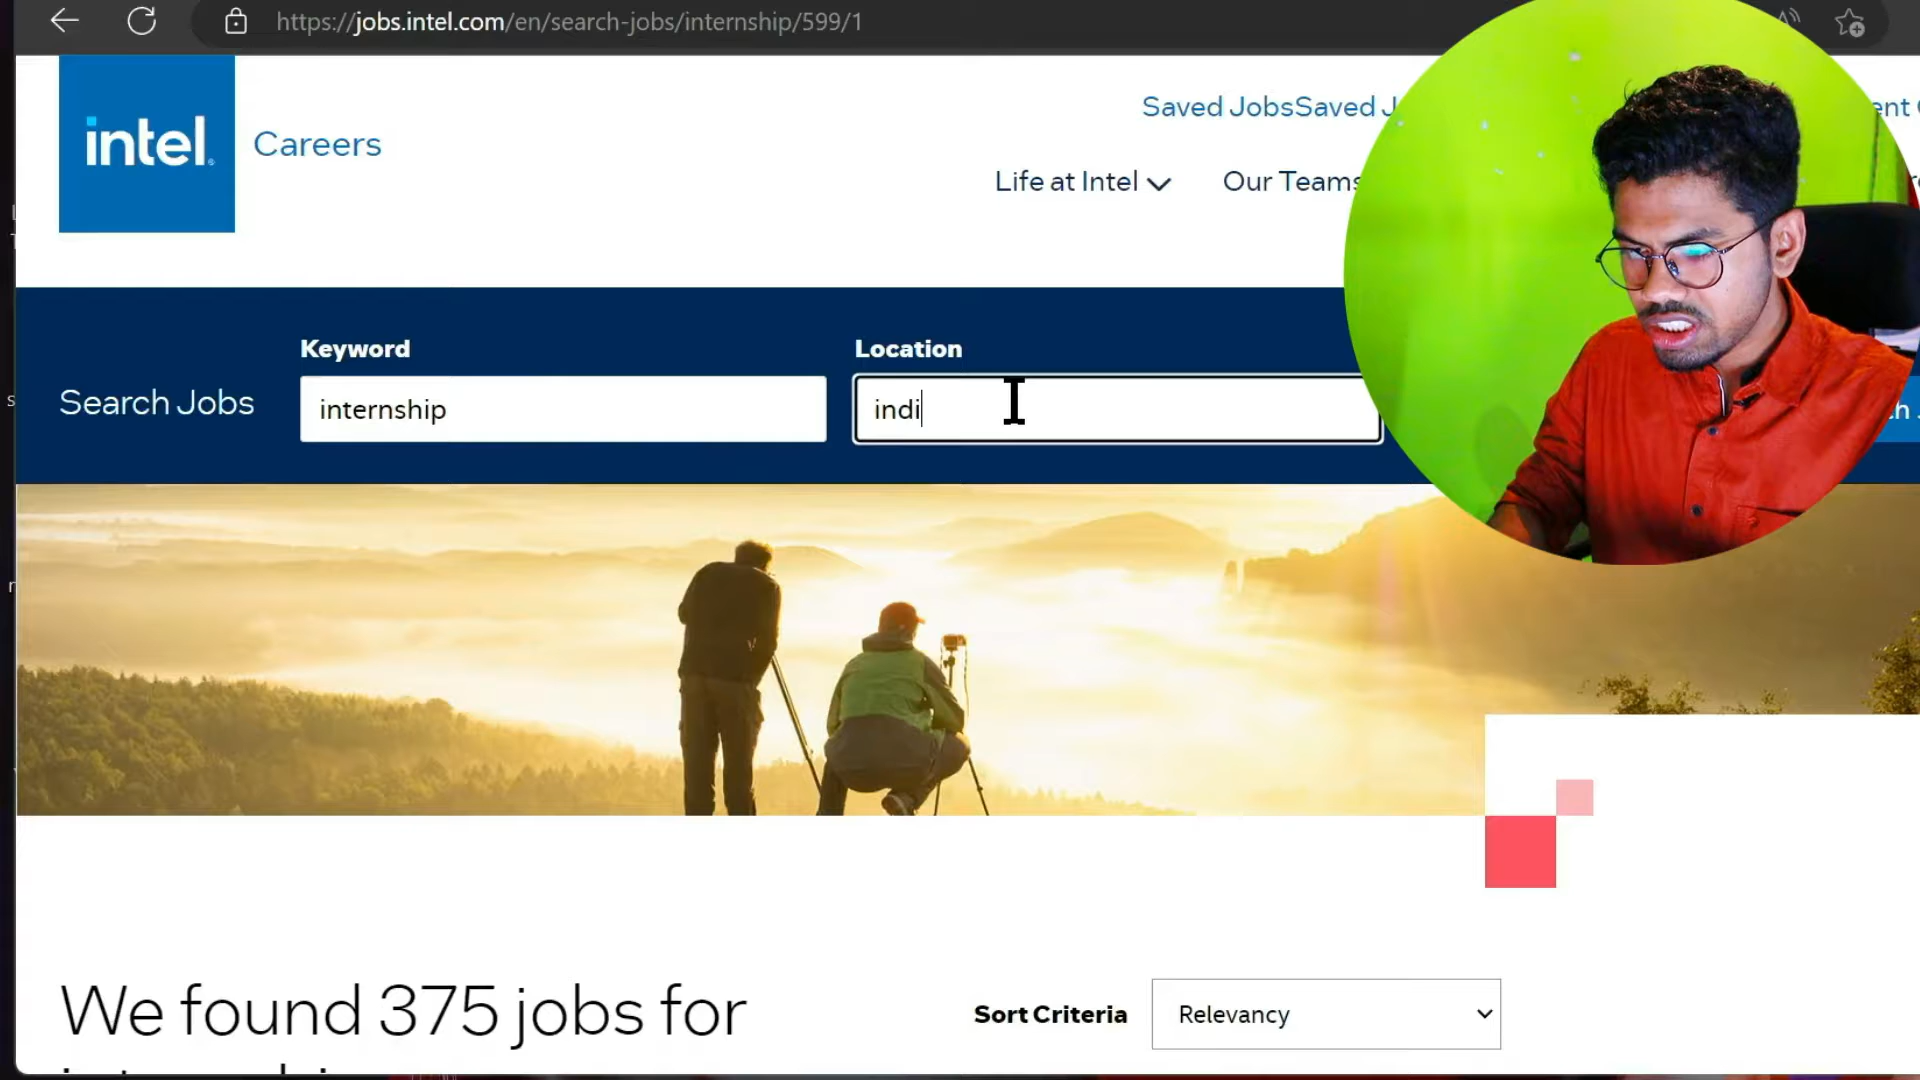 https://jobs.intel.com/en/search-jobs/internship/599/1
Saved JobsSaved J
intel.
Careers
Life at Intel
Our Teams
Keyword
Location
Search Jobs
internship
indi
We found 375 jobs for
Sort Criteria
Relevancy